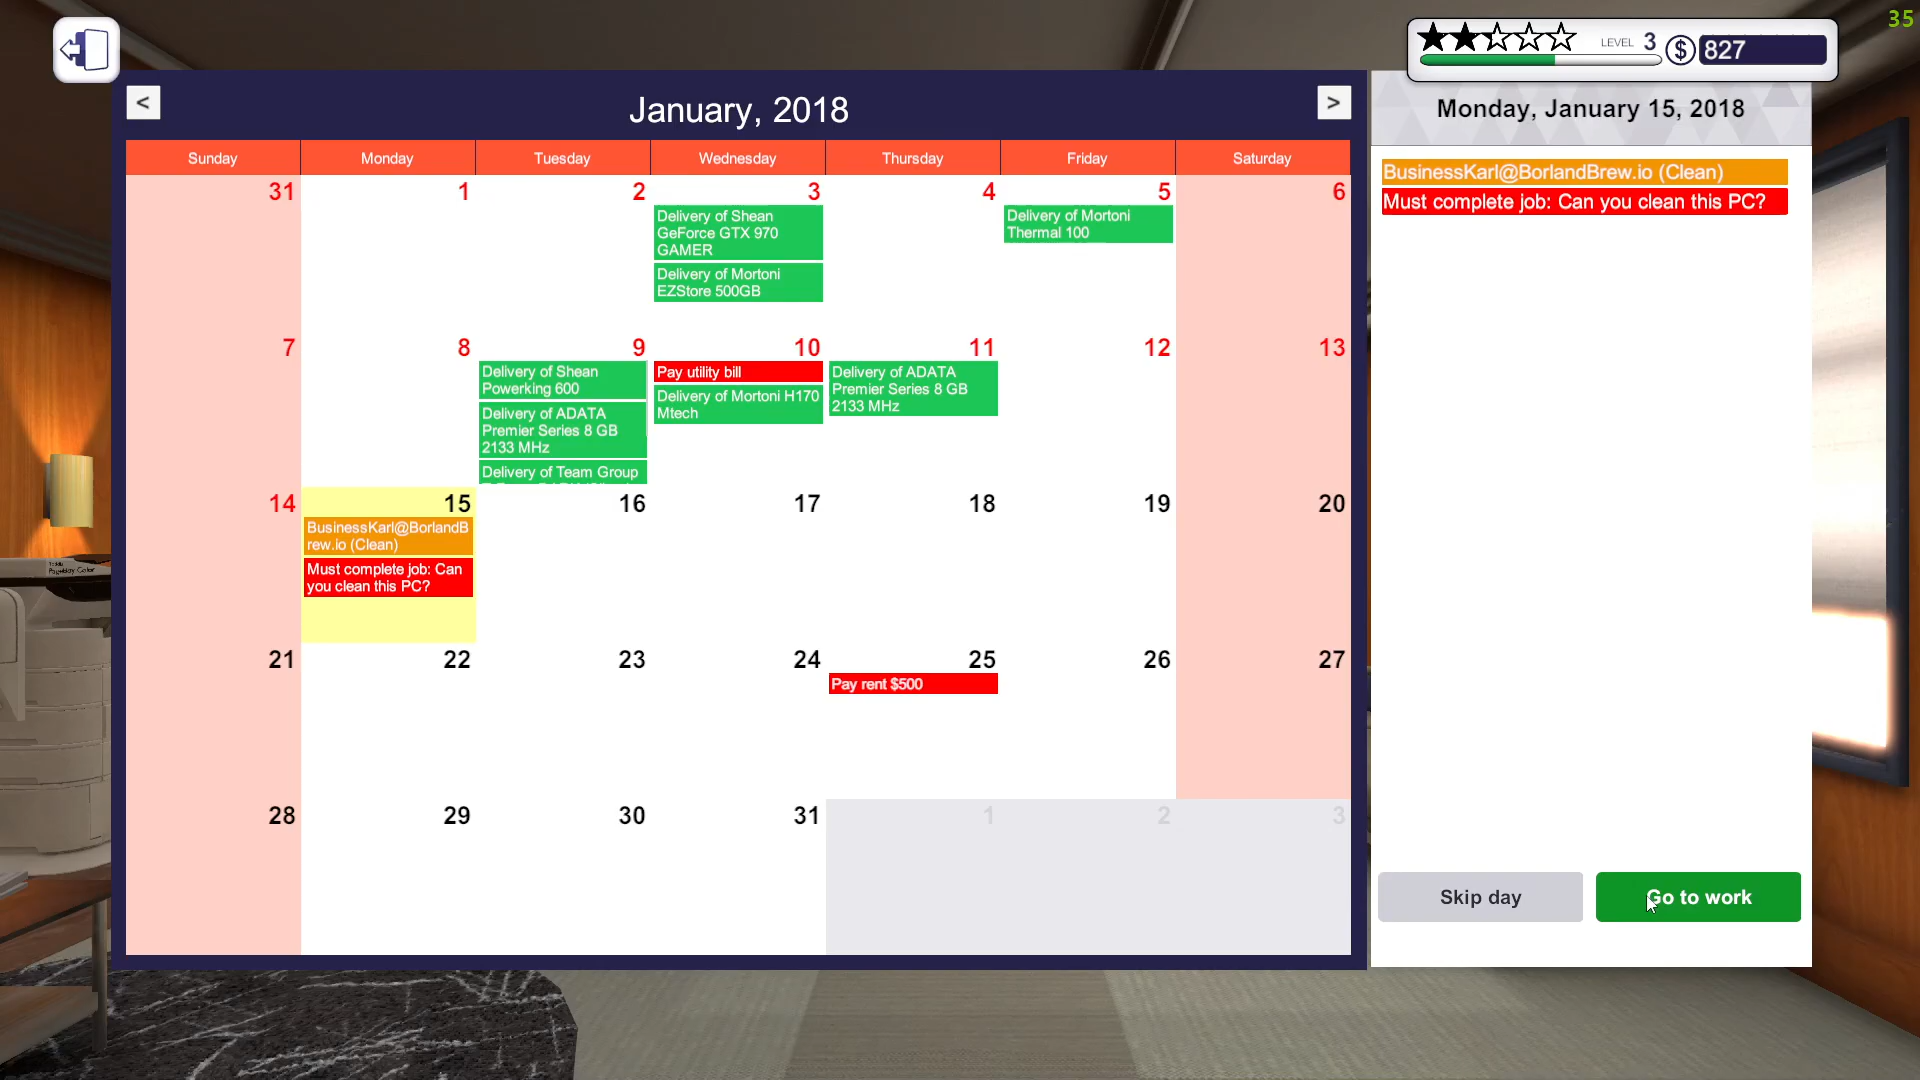 35
LEVEL 3 $ 827
< January, 2018 >
Monday, January 15, 2018
Sunday Monday Tuesday Wednesday Thursday Friday Saturday
BusinessKarl@BorlandBrew.io (Clean)
Must complete job: Can you clean this PC?
31 1 2 3 4 5 6
Delivery of Shean
GeForce GTX 970
GAMER
Delivery of Mortoni
EZStore 500GB
Delivery of Mortoni
Thermal 100
7 8 9 10 11 12 13
Delivery of Shean
Powerking 600
Delivery of ADATA
Premier Series 8 GB
2133 MHz
Delivery of Team Group
Pay utility bill
Delivery of Mortoni H170
Mtech
Delivery of ADATA
Premier Series 8 GB
2133 MHz
14 15 16 17 18 19 20
BusinessKarl@BorlandB
rew.io (Clean)
Must complete job: Can
you clean this PC?
21 22 23 24 25 26 27
Pay rent $500
28 29 30 31 1 2 3
Skip day
Go to work